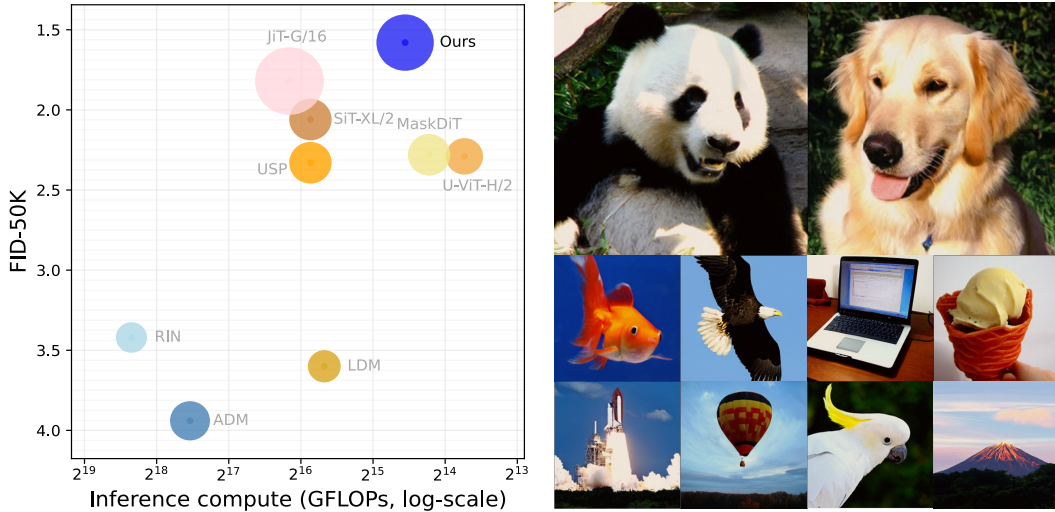 1.5
2.0
2.5
3.0
3.5
4.0
FID-50K
JiT-G/16
Ours
SiT-XL/2
MaskDiT
USP
U-ViT-H/2
RIN
LDM
ADM
2^19
2^18
2^16
2^16
2^15
2^14
2^13
Inference compute (GFLOPs, log-scale)